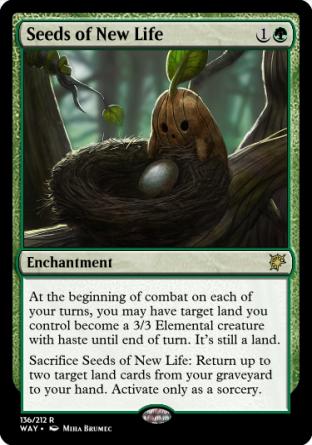 Seeds of New Life 1
Enchantment
At the beginning of combat on each of
your turns, you may have target land you
control become a 3/3 Elemental creature
with haste until end of turn. It's still a land.
Sacrifice Seeds of New Life: Return up to
two target land cards from your graveyard
to your hand. Activate only as a sorcery.
136/212 R
WAY • Miha Brumec